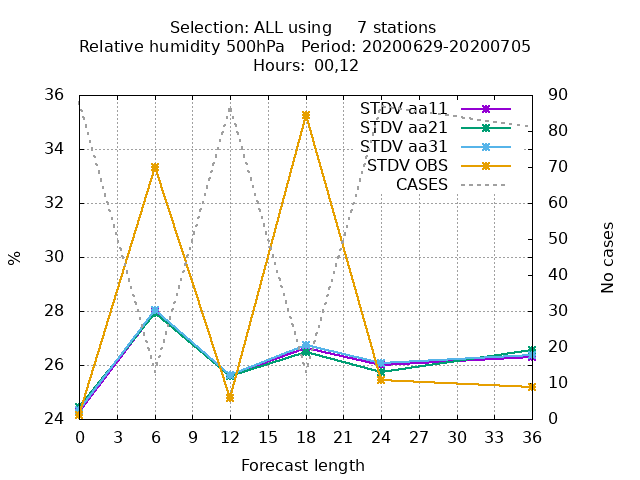 Selection: ALL using     7 stations
Relative humidity 500hPa   Period: 20200629-20200705
Hours:  00,12
36
34
32
30
28
26
24
%
90
80
70
60
50
40
30
20
10
0
No cases
STDV aa11
STDV aa21
STDV aa31
STDV OBS
CASES
0 3 6 9 12 15 18 21 24 27 30 33 36
Forecast length